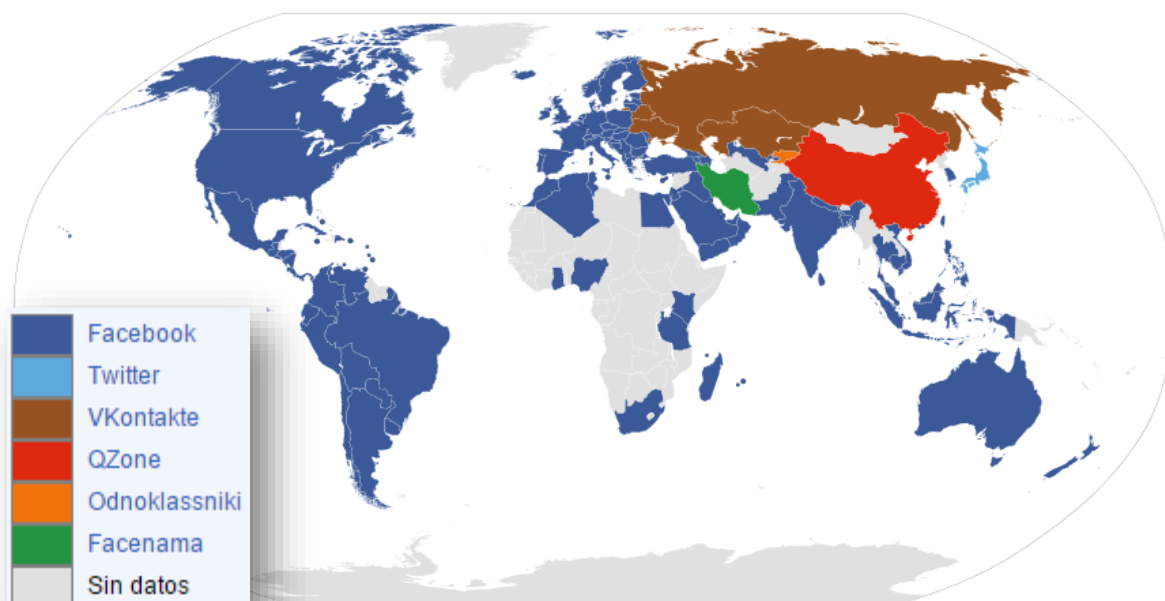 Facebook
Twitter
VKontakte
QZone
Odnoklassniki
Facenama
Sin datos